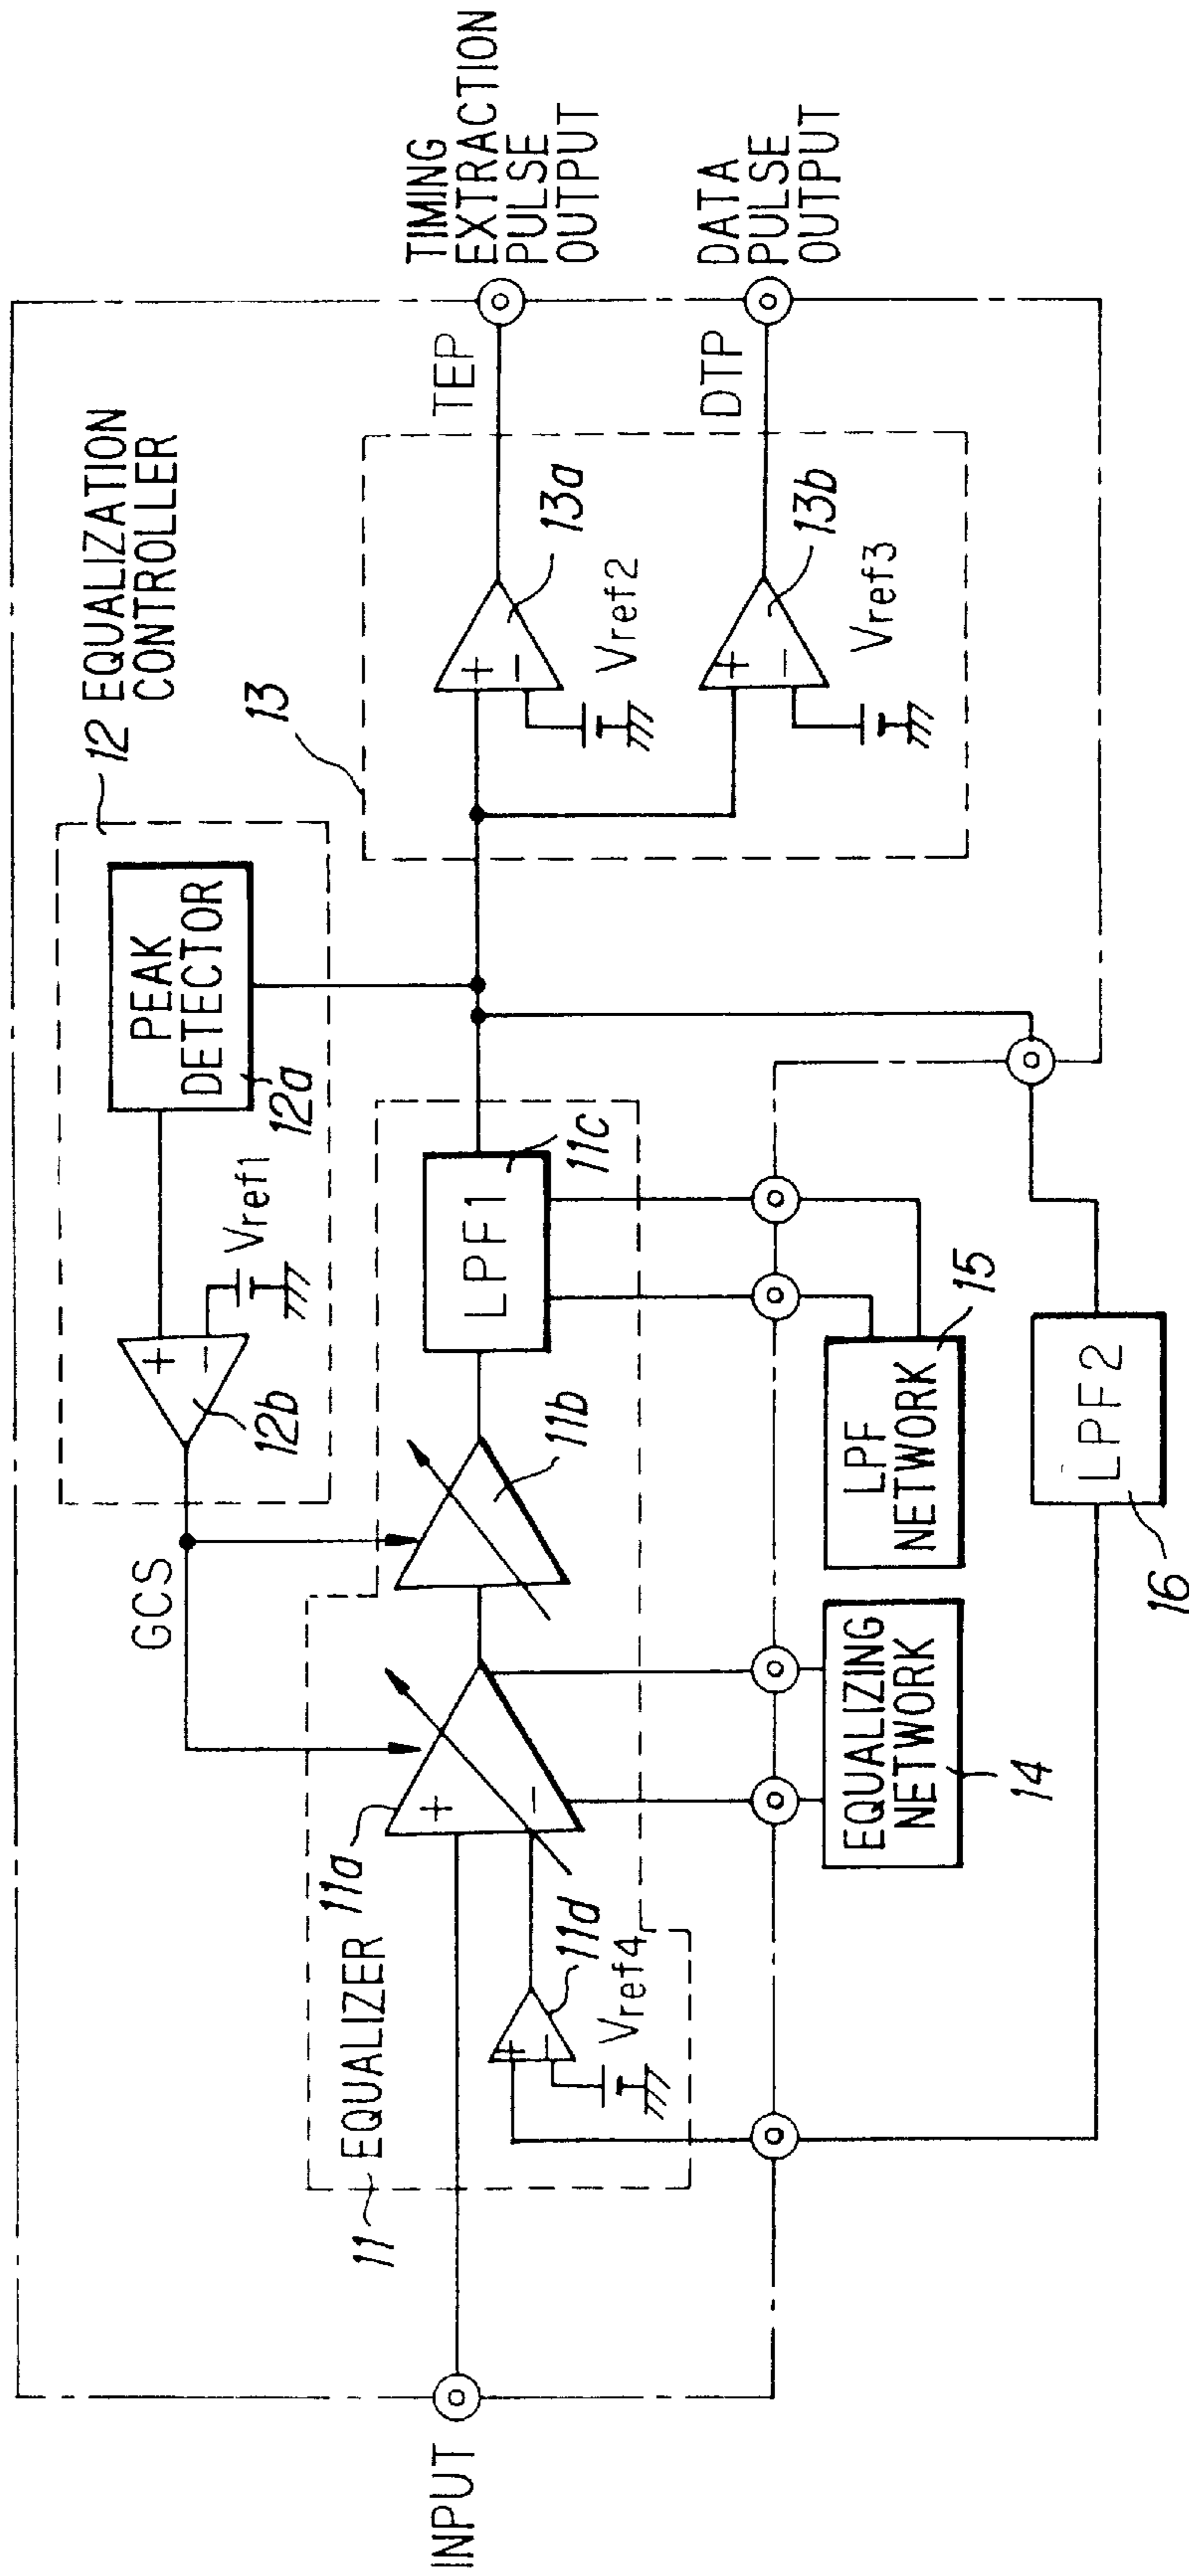 12 EQUALIZATION
CONTROLLER
PEAK
DETECTOR
12a
12b
+
−
Vref1
GCS
13
TIMING
EXTRACTION
PULSE
OUTPUT
TEP
+
−
13a
Vref2
DATA
PULSE
OUTPUT
DTP
+
−
13b
Vref3
11 EQUALIZER
11a
+
−
11b
LPF1
11c
11d
+
−
Vref4
INPUT
EQUALIZING
NETWORK
14
LPF
NETWORK
15
LPF2
16